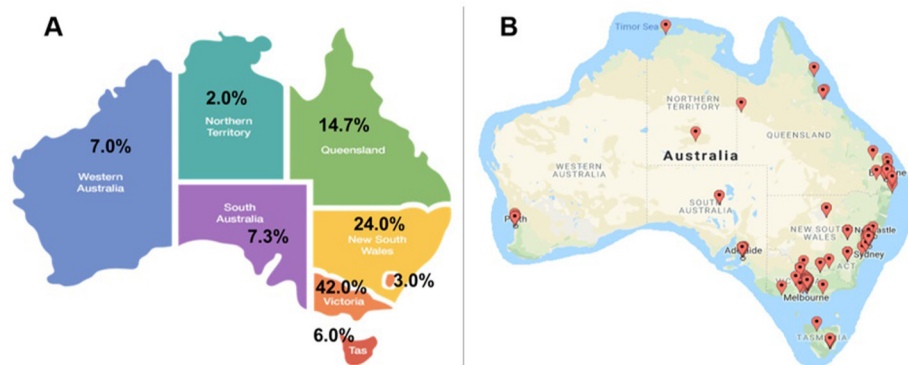 A
2.0%
Northern
Territory
7.0%
Western
Australia
14.7%
Queensland
South
Australia
7.3%
24.0%
New South
Wales
3.0%
42.0%
Victoria
6.0%
Tas
B
Timor Sea
NORTHERN
TERRITORY
QUEENSLAND
Australia
WESTERN
AUSTRALIA
SOUTH
AUSTRALIA
Perth
NEW SOUTH
WALES
Adelaide
Sydney
ACT
Melbourne